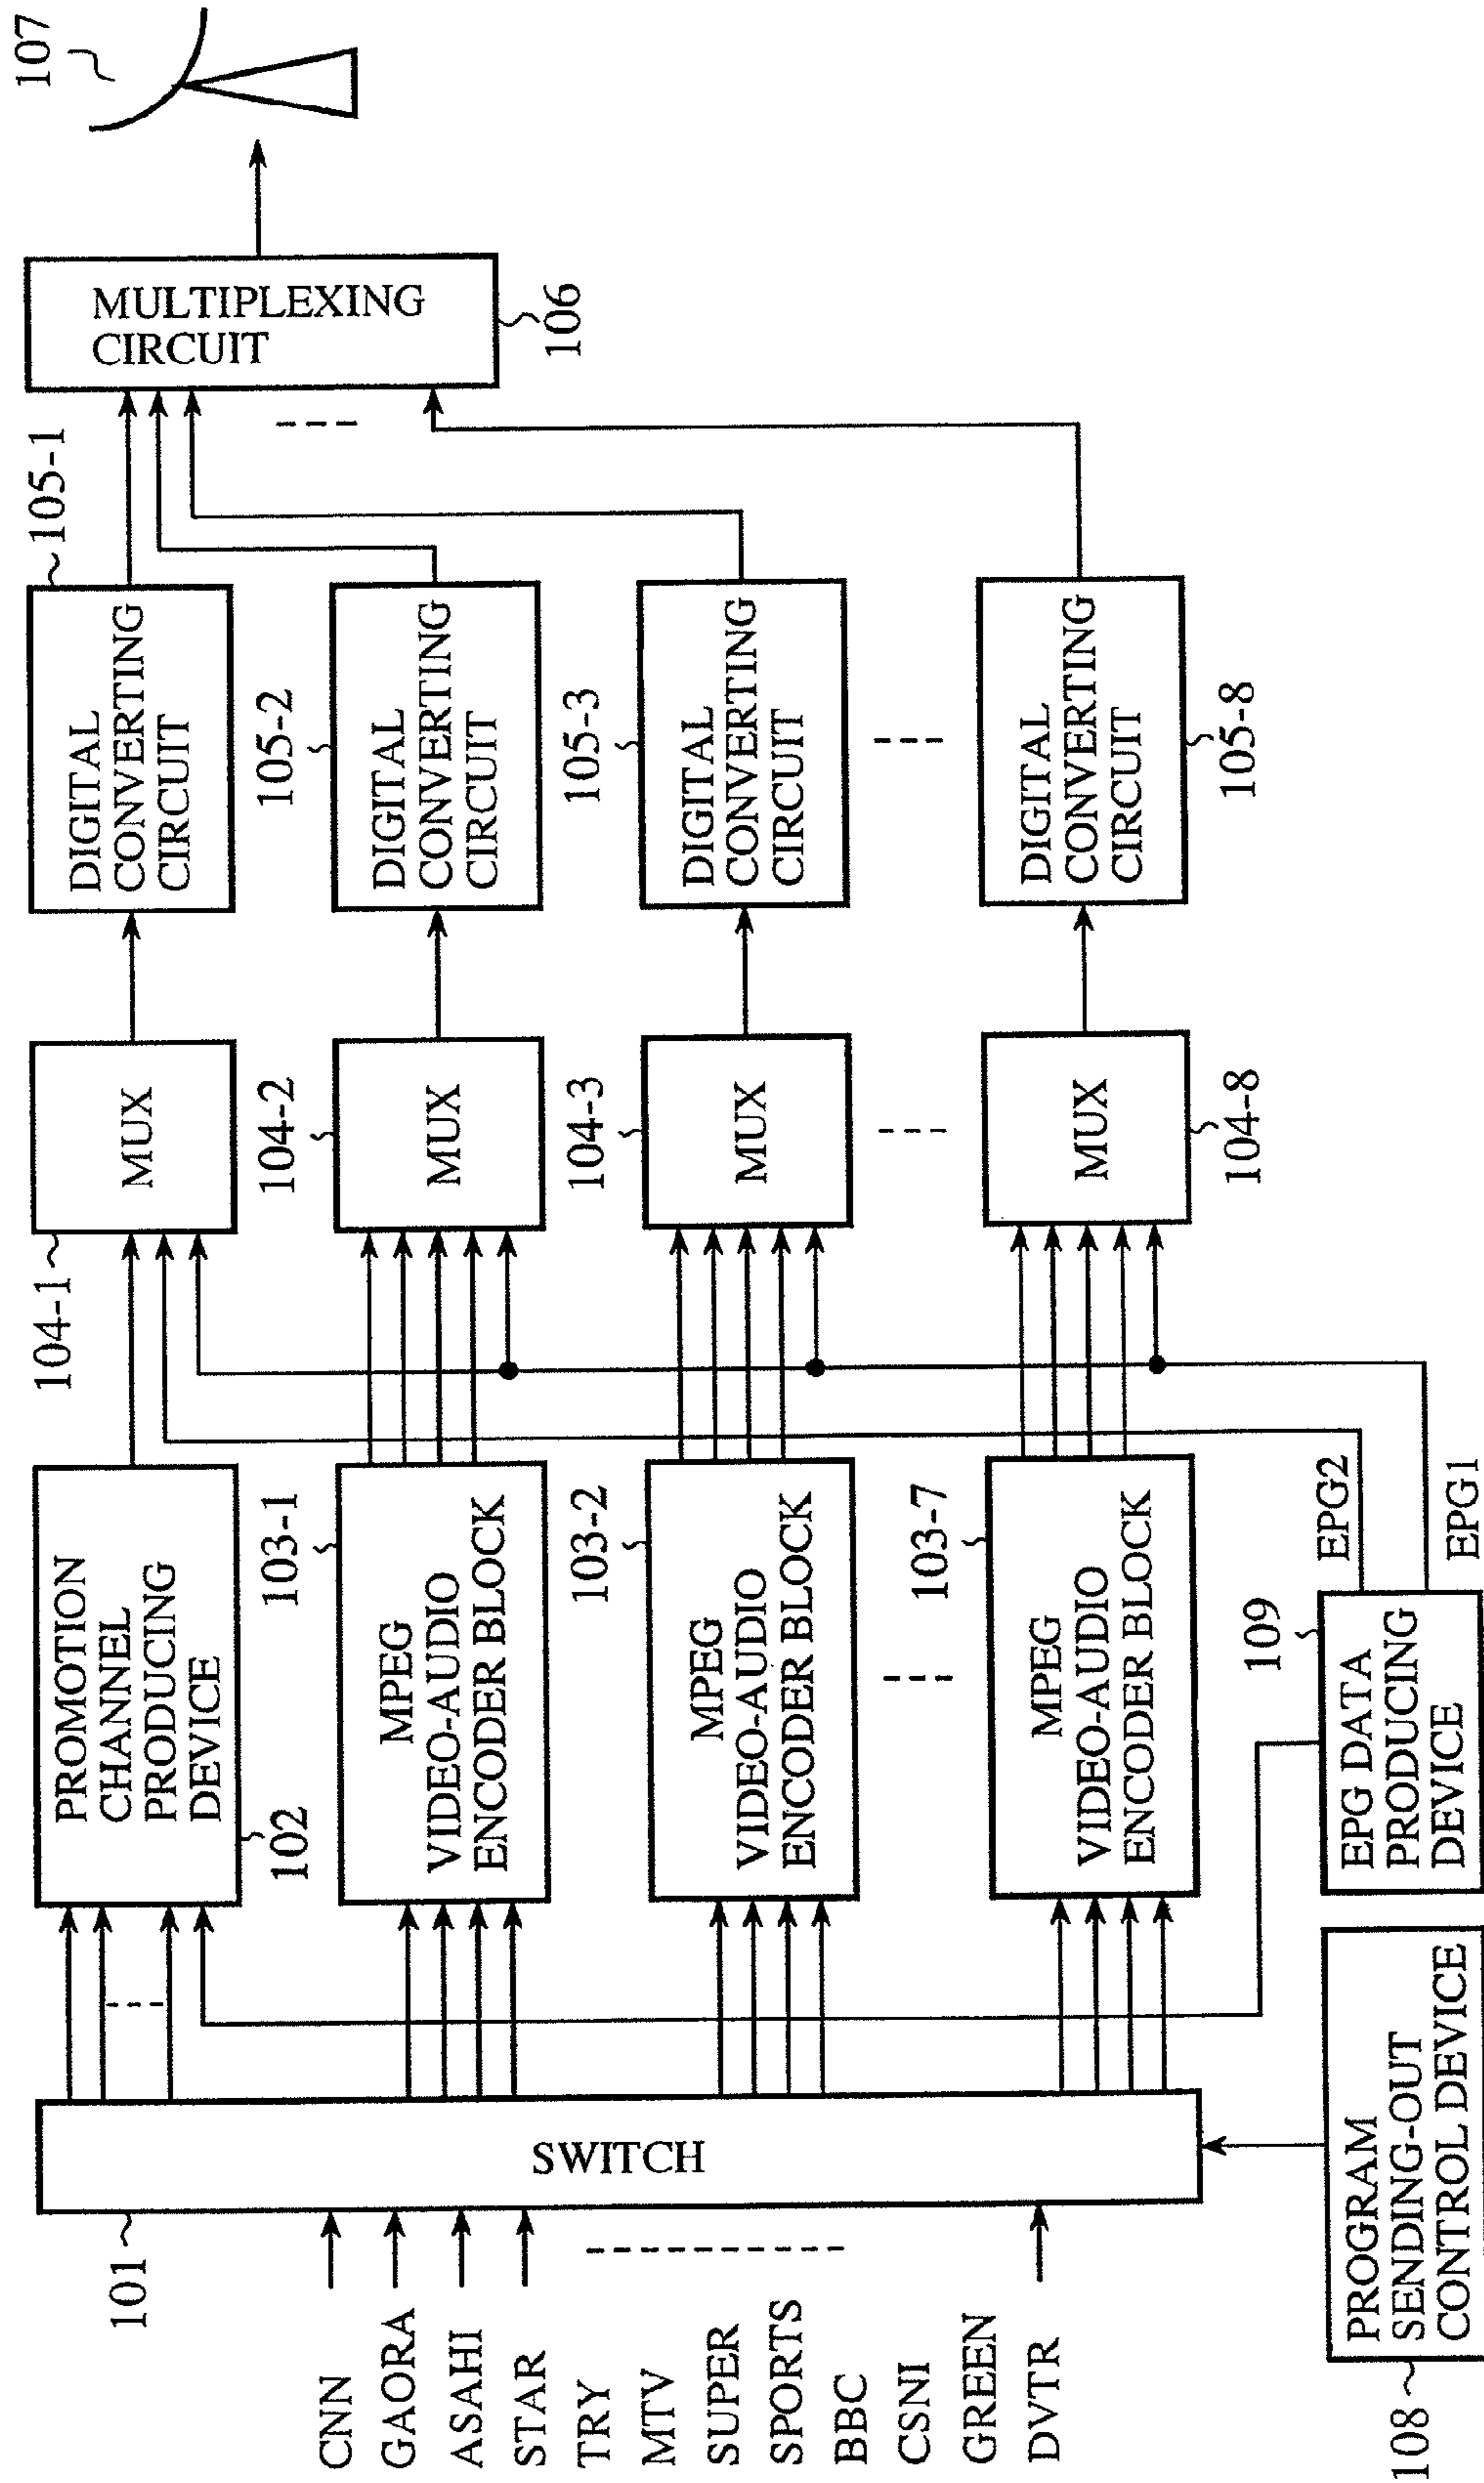 CNN
GAORA
ASAHI
STAR
TRY
MTV
SUPER
SPORTS
BBC
CSNI
GREEN
DVTR
101
SWITCH
PROMOTION
CHANNEL
PRODUCING
DEVICE
102
MPEG
VIDEO-AUDIO
ENCODER BLOCK
103-1
MPEG
VIDEO-AUDIO
ENCODER BLOCK
103-2
MPEG
VIDEO-AUDIO
ENCODER BLOCK
103-7
104-1
MUX
104-2
MUX
104-3
MUX
104-8
MUX
105-1
DIGITAL
CONVERTING
CIRCUIT
105-2
DIGITAL
CONVERTING
CIRCUIT
105-3
DIGITAL
CONVERTING
CIRCUIT
105-8
DIGITAL
CONVERTING
CIRCUIT
MULTIPLEXING
CIRCUIT
106
107
108
PROGRAM
SENDING-OUT
CONTROL DEVICE
109
EPG DATA
PRODUCING
DEVICE
EPG2
EPG1